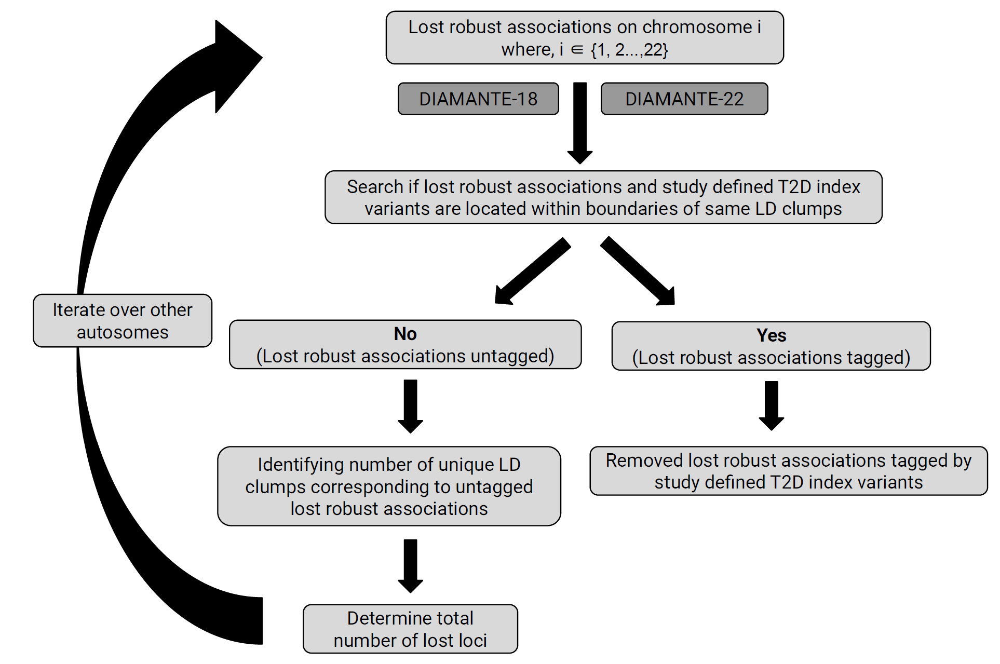 Lost robust associations on chromosome i
where, i ∈ {1, 2...,22}
DIAMANTE-18
DIAMANTE-22
Search if lost robust associations and study defined T2D index
variants are located within boundaries of same LD clumps
Iterate over other
autosomes
No
(Lost robust associations untagged)
Yes
(Lost robust associations tagged)
Identifying number of unique LD
clumps corresponding to untagged
lost robust associations
Removed lost robust associations tagged by
study defined T2D index variants
Determine total
number of lost loci